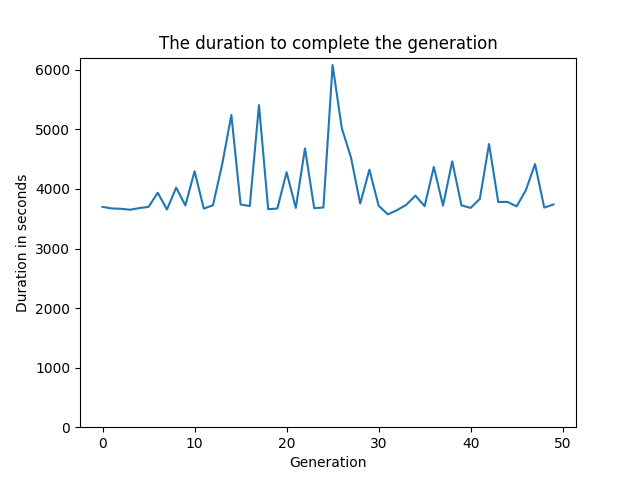 The duration to complete the generation
Duration in seconds
6000
5000
4000
3000
2000
1000
0
0 10 20 30 40 50
Generation